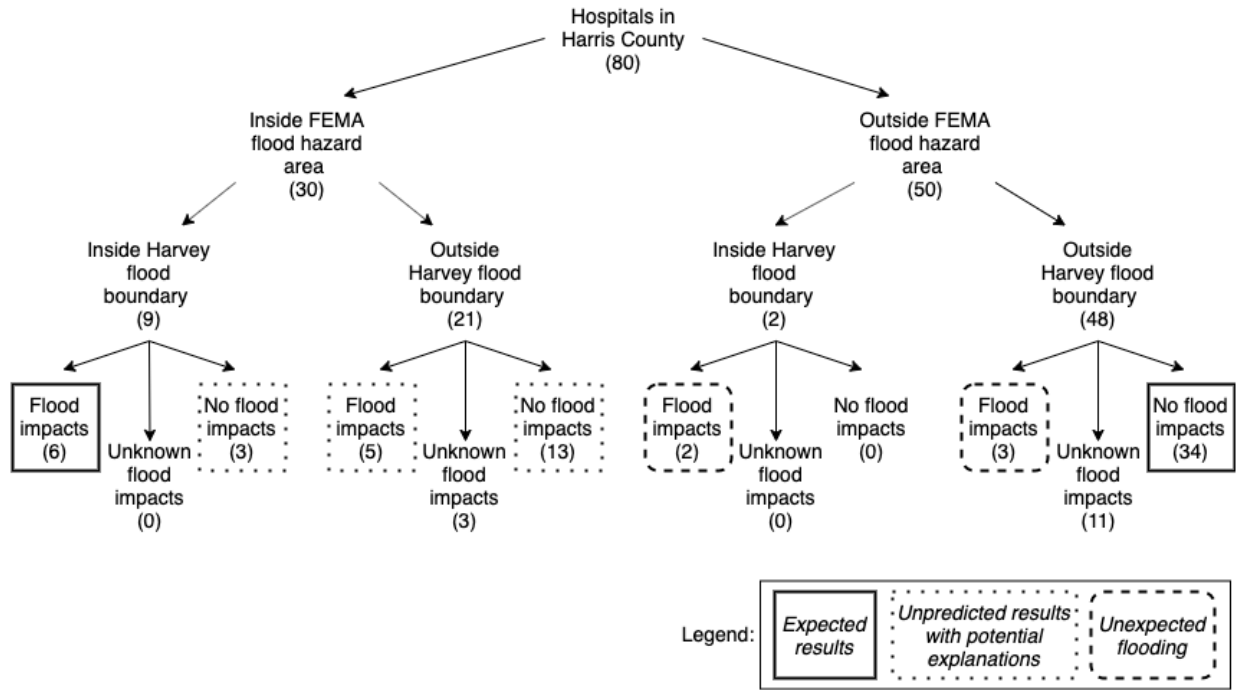 Hospitals in
Harris County
(80)
Inside FEMA
flood hazard
area
(30)
Outside FEMA
flood hazard
area
(50)
Inside Harvey
flood
boundary
(9)
Outside
Harvey flood
boundary
(21)
Inside Harvey
flood
boundary
(2)
Outside
Harvey flood
boundary
(48)
Flood
impacts
(6)
Unknown
flood
impacts
(0)
No flood
impacts
(3)
Flood
impacts
(5)
Unknown
flood
impacts
(3)
No flood
impacts
(13)
Flood
impacts
(2)
Unknown
flood
impacts
(0)
No flood
impacts
(0)
Flood
impacts
(3)
Unknown
flood
impacts
(11)
No flood
impacts
(34)
Legend:
Expected
results
Unpredicted results
with potential
explanations
Unexpected
flooding